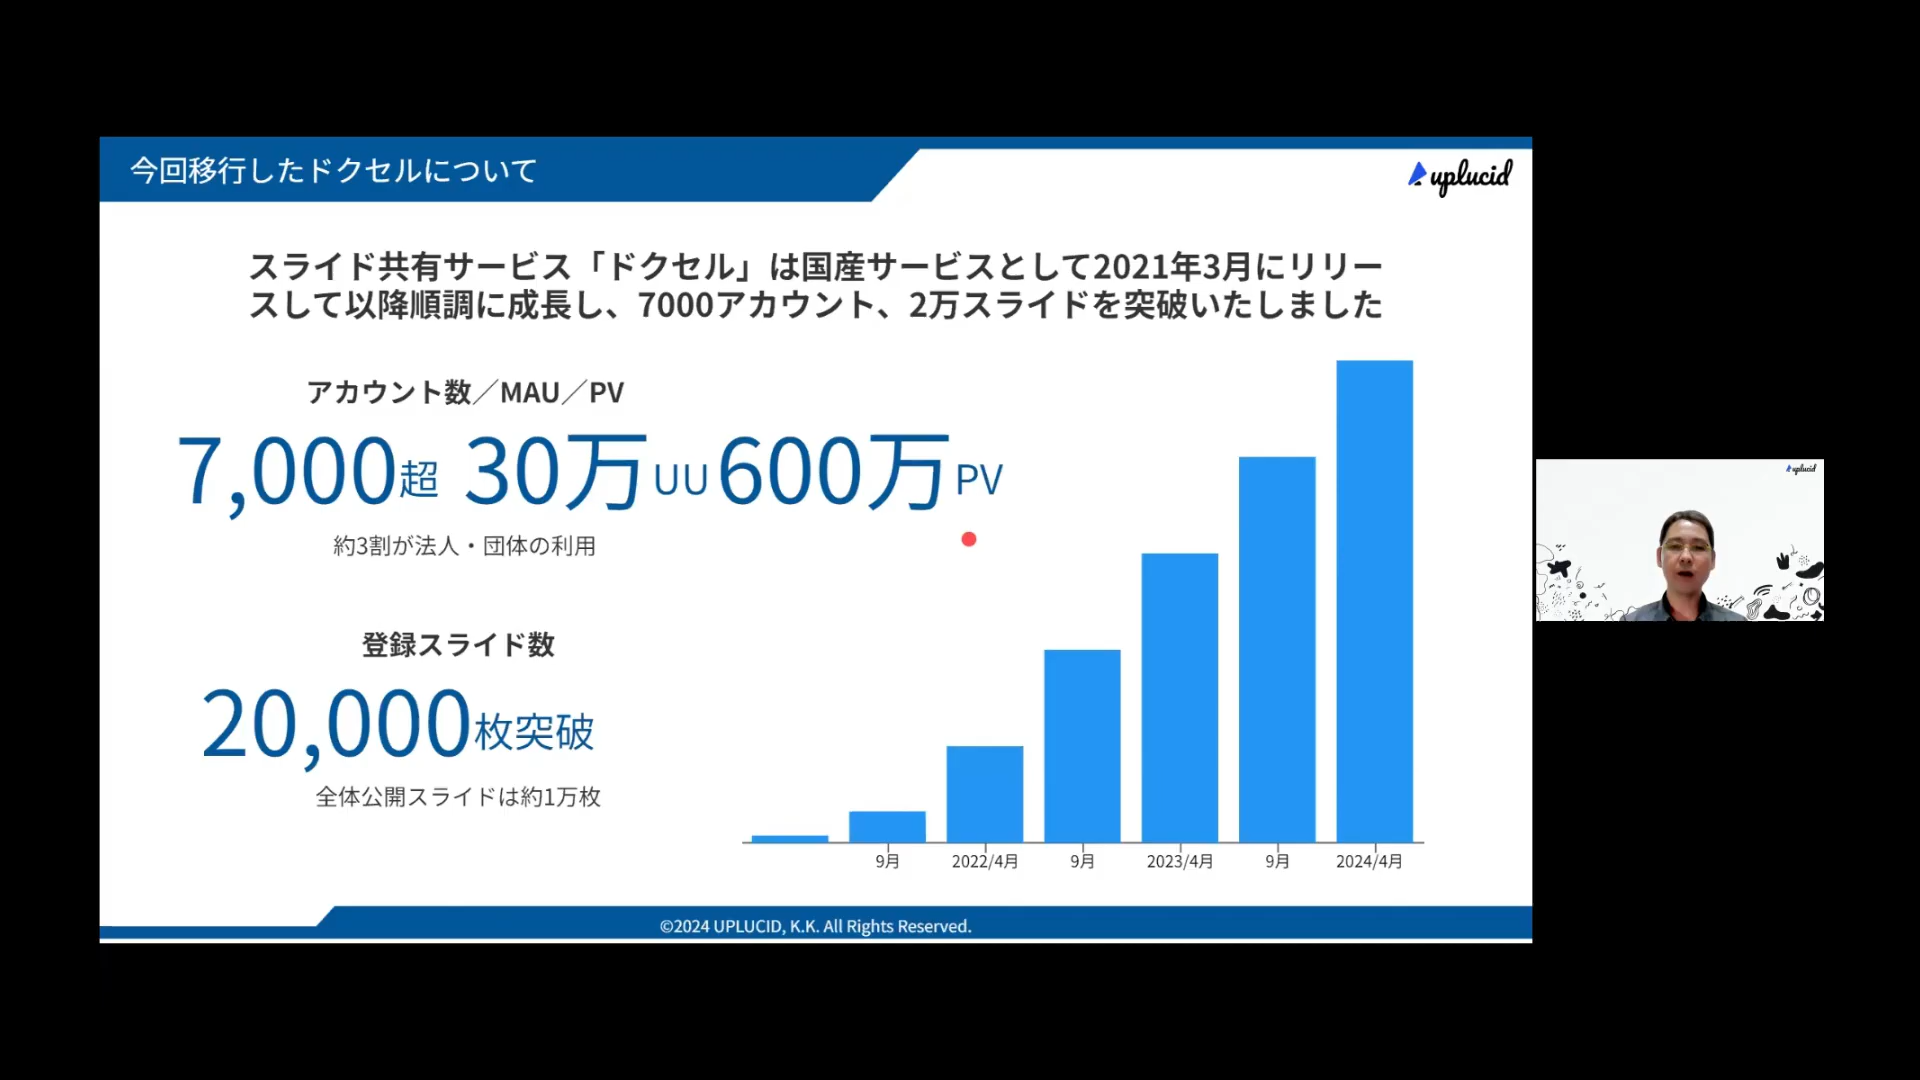 今回移行したドクセルについて
uplucid
スライド共有サービス「ドクセル」は国産サービスとして2021年3月にリリー
スして以降順調に成長し、7000アカウント、2万スライドを突破いたしました
アカウント数／MAU／PV
7,000超 30万UU 600万PV
約3割が法人・団体の利用
登録スライド数
20,000枚突破
全体公開スライドは約1万枚
9月 2022/4月 9月 2023/4月 9月 2024/4月
©2024 UPLUCID, K.K. All Rights Reserved.
uplucid